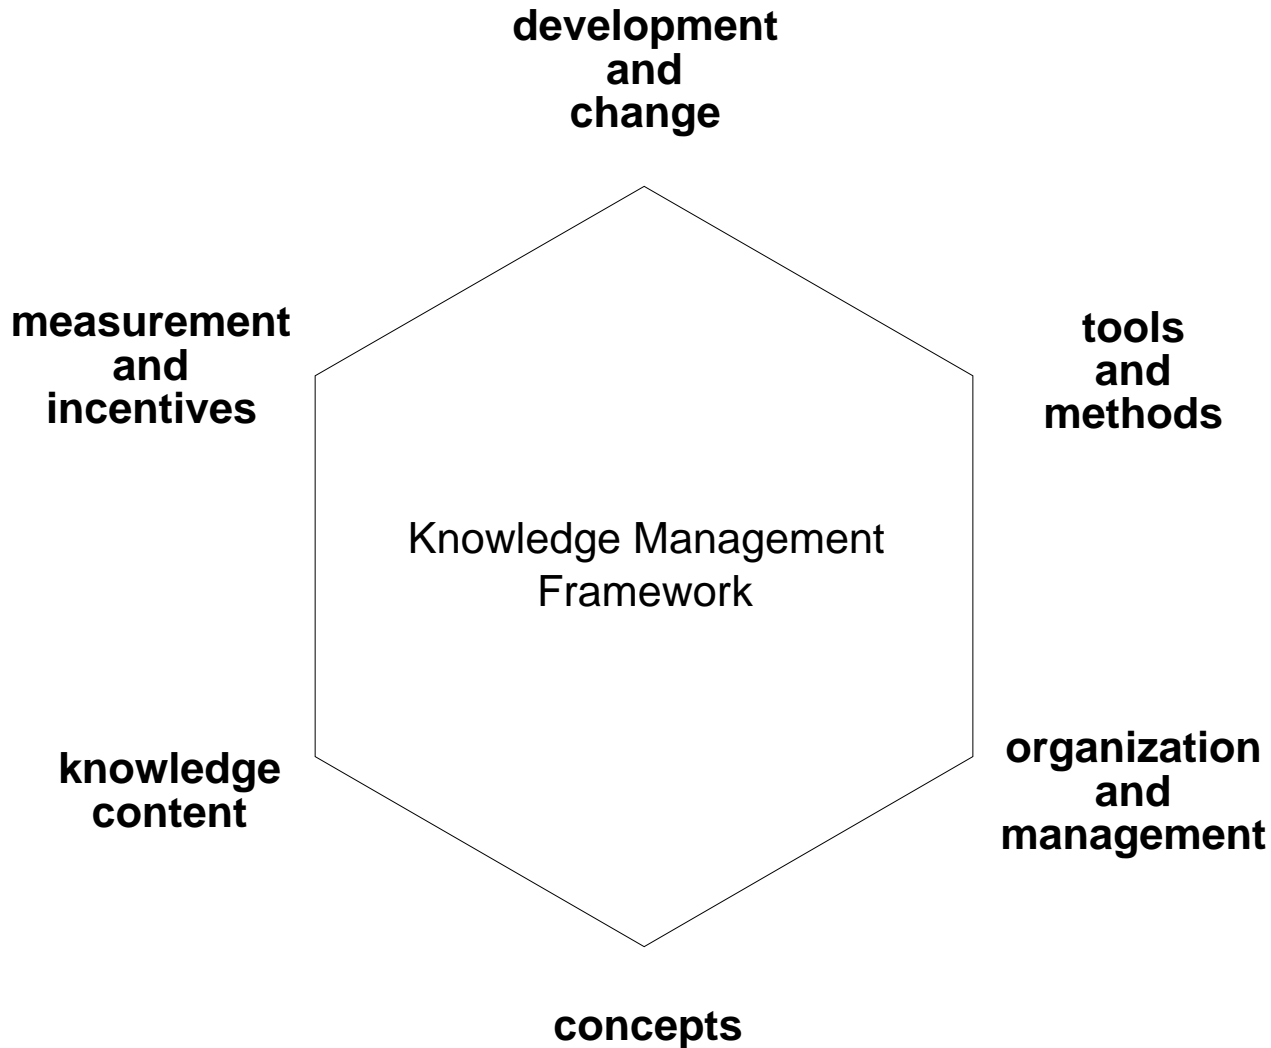 development
and
change
measurement
and
incentives
tools
and
methods
Knowledge Management
Framework
knowledge
content
organization
and
management
concepts